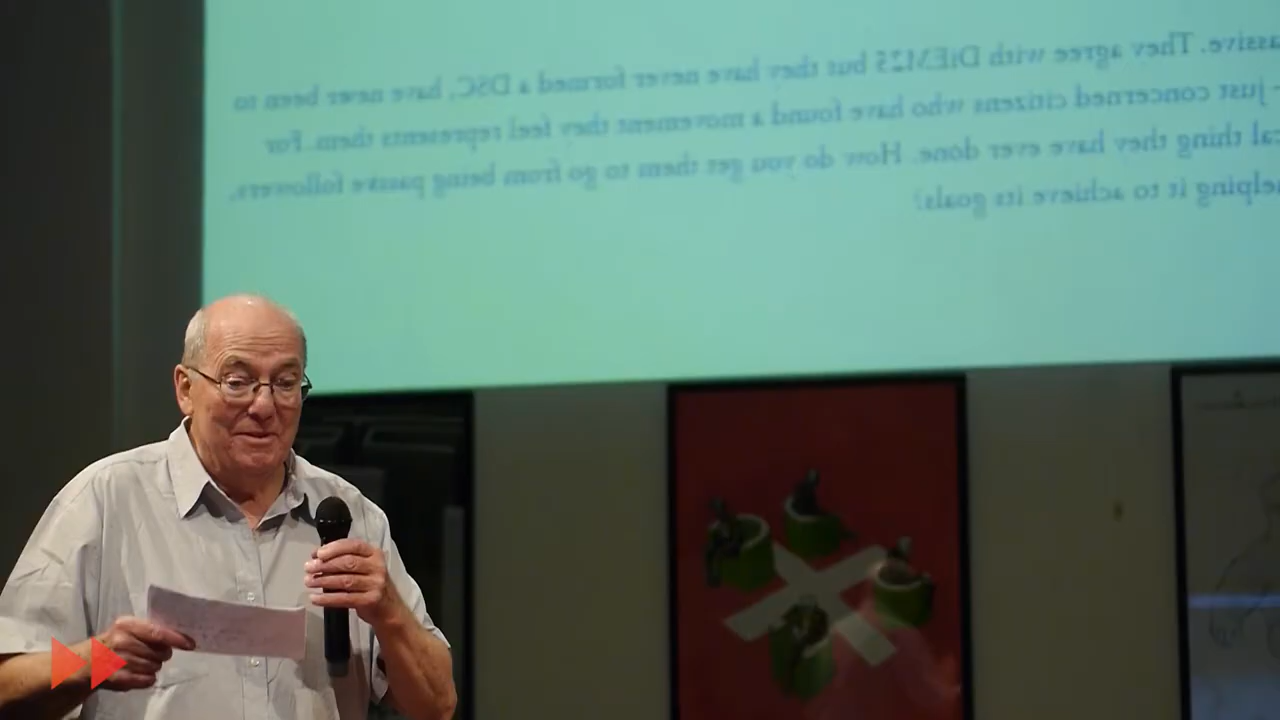 assive. They agree with DiEM25 but they have never formed a DSC, have never been to
- just concerned citizens who have found a movement they feel represents them. For
cal thing they have ever done. How do you get them to go from being passive followers,
elping it to achieve its goals?